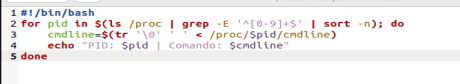 1 #!/bin/bash
2 for pid in $(ls /proc | grep -E '^[0-9]+$' | sort -n); do
3     cmdline=$(tr '\0' ' ' < /proc/$pid/cmdline)
4     echo "PID: $pid | Comando: $cmdline"
5 done